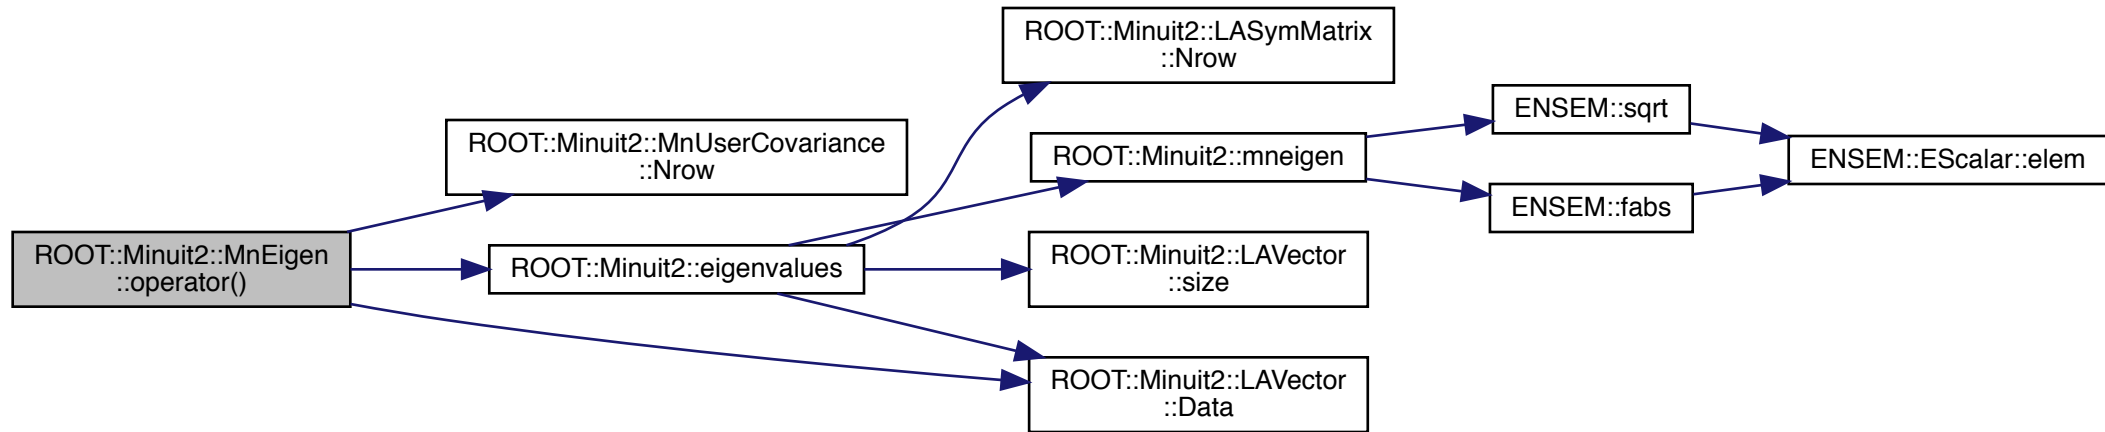 ROOT::Minuit2::MnEigen
::operator()
ROOT::Minuit2::MnUserCovariance
::Nrow
ROOT::Minuit2::eigenvalues
ROOT::Minuit2::LASymMatrix
::Nrow
ROOT::Minuit2::mneigen
ROOT::Minuit2::LAVector
::size
ROOT::Minuit2::LAVector
::Data
ENSEM::sqrt
ENSEM::fabs
ENSEM::EScalar::elem